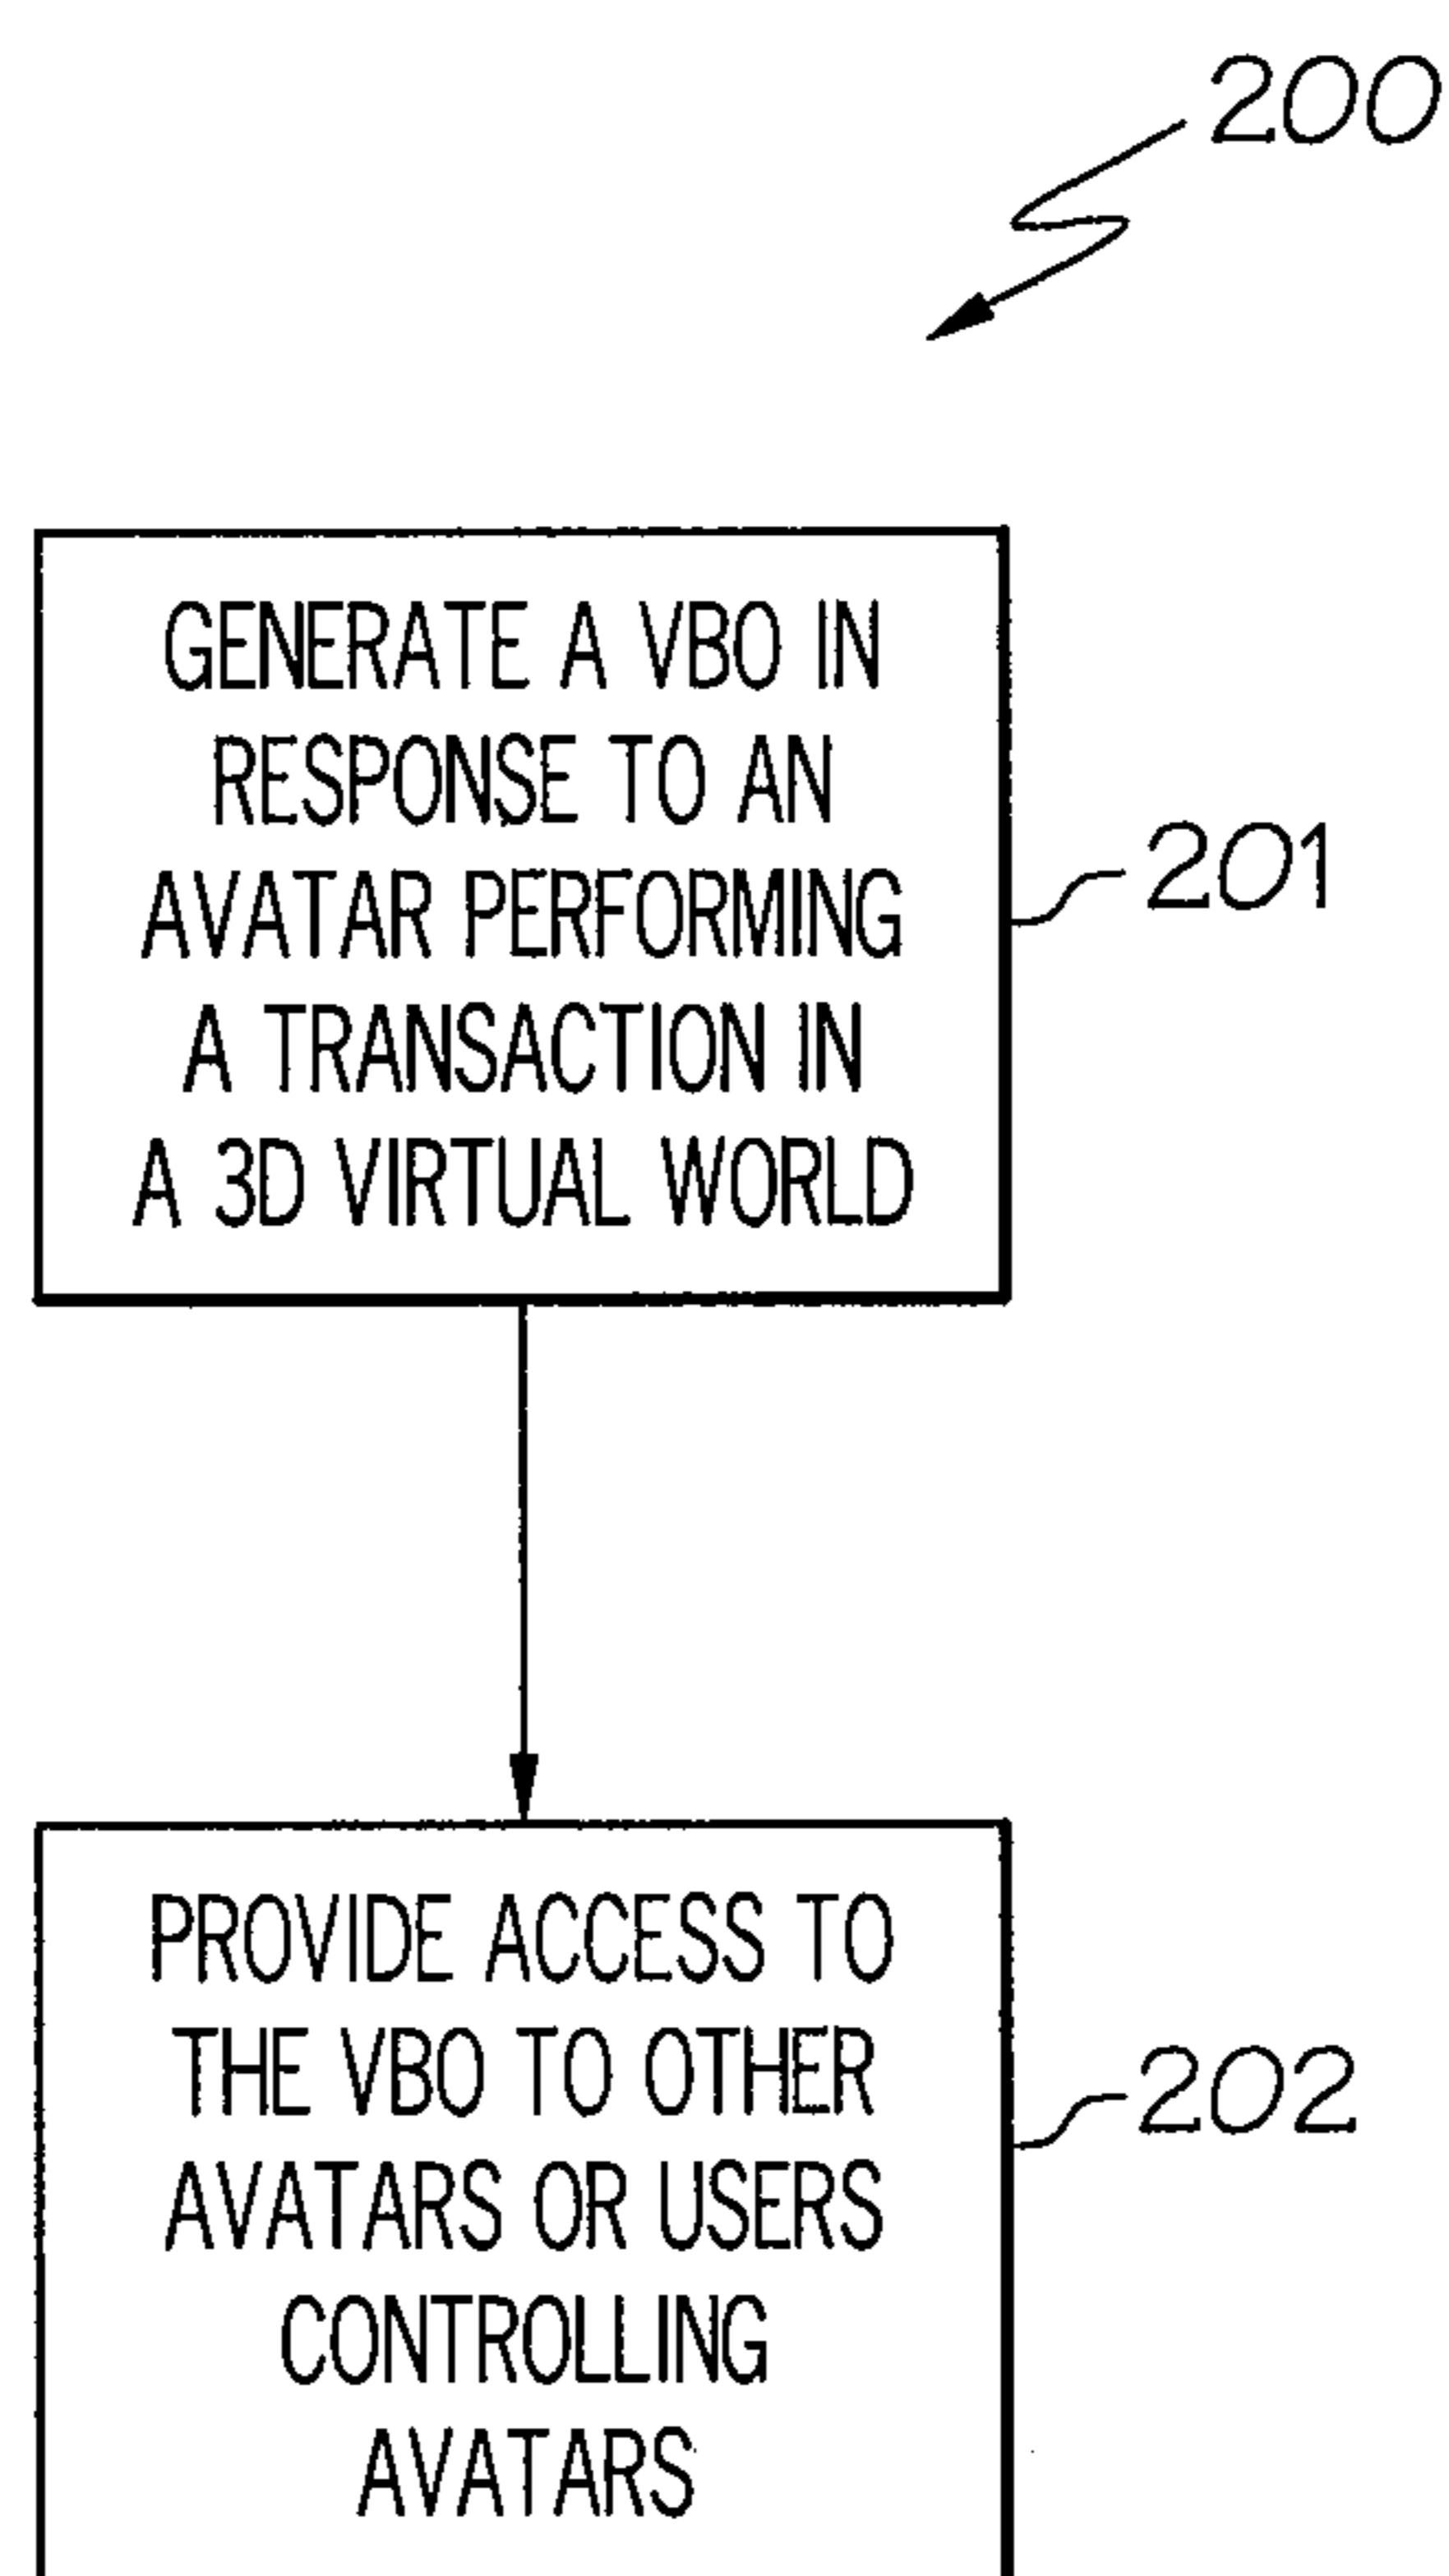 200
GENERATE A VBO IN
RESPONSE TO AN
AVATAR PERFORMING
A TRANSACTION IN
A 3D VIRTUAL WORLD
201
PROVIDE ACCESS TO
THE VBO TO OTHER
AVATARS OR USERS
CONTROLLING
AVATARS
202